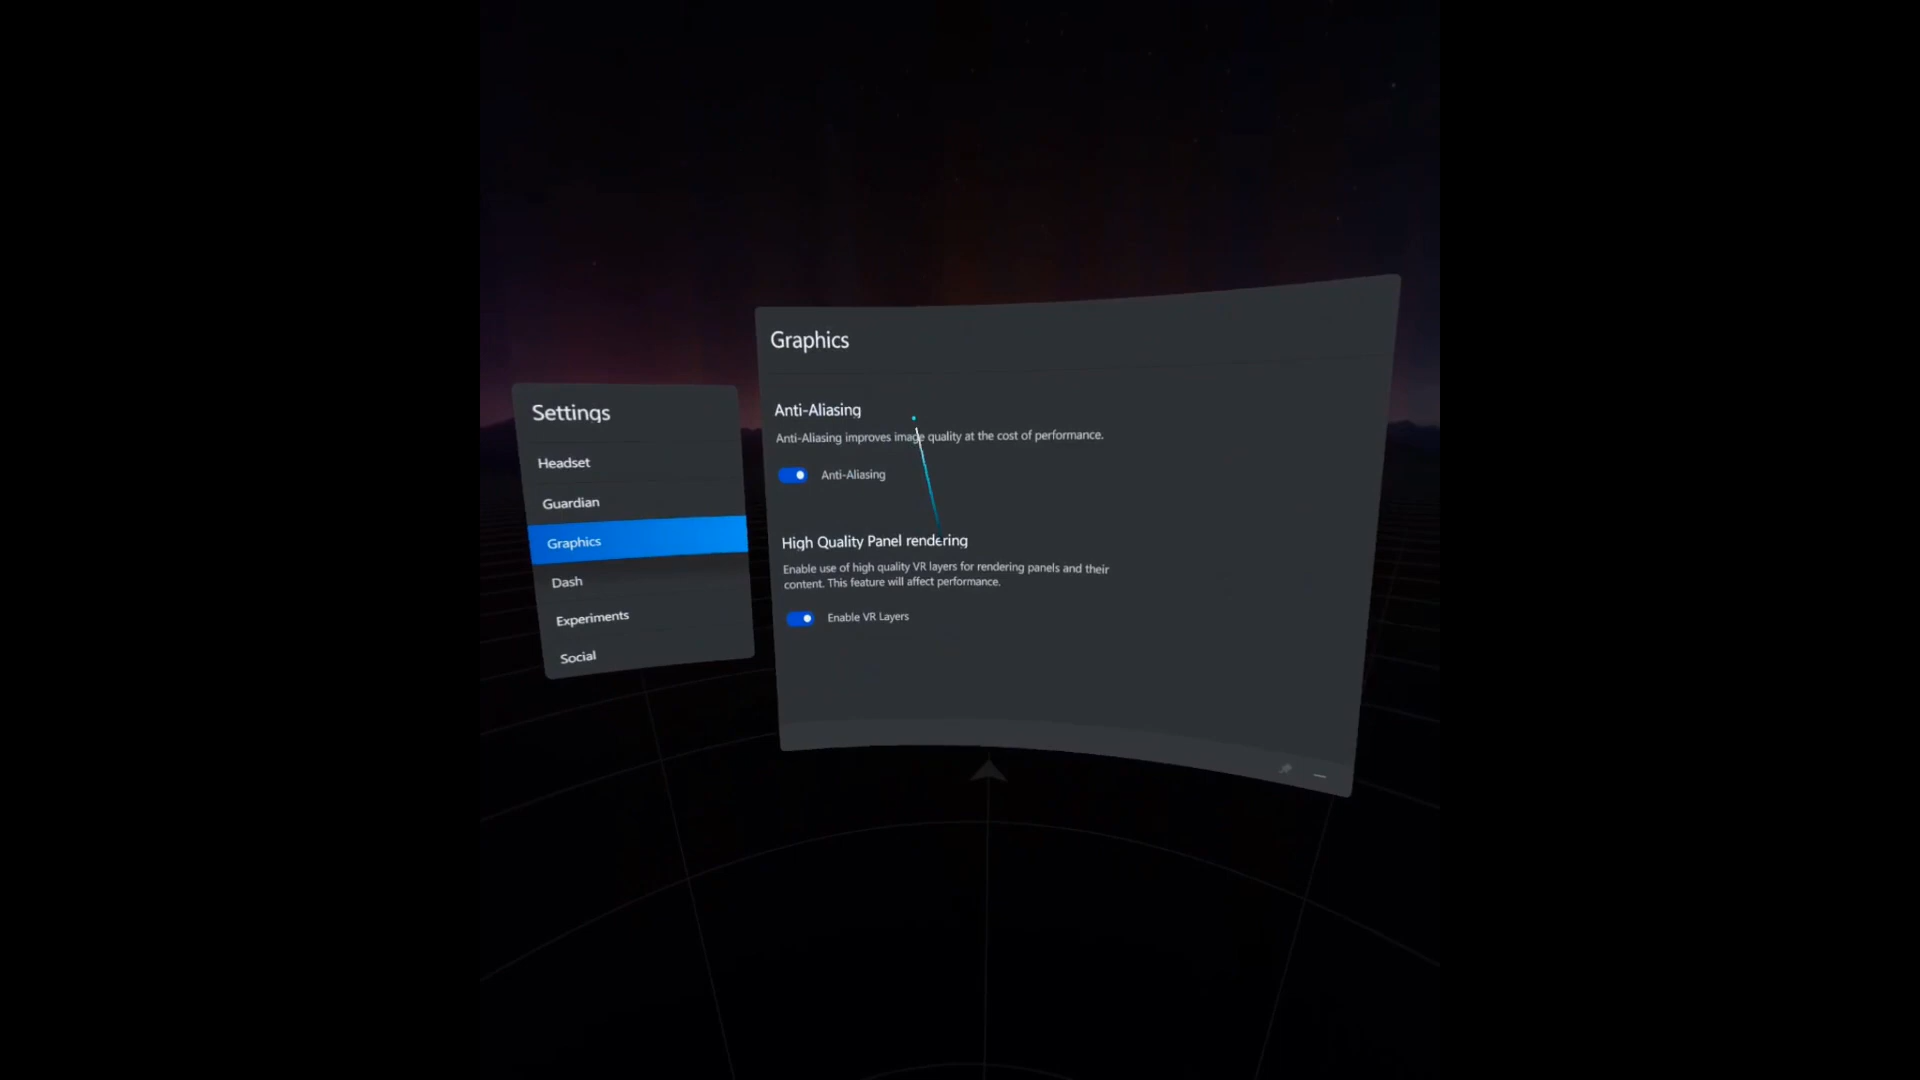 Settings
Headset
Guardian
Graphics
Dash
Experiments
Social
Graphics
Anti-Aliasing
Anti-Aliasing improves image quality at the cost of performance.
Anti-Aliasing
High Quality Panel rendering
Enable use of high quality VR layers for rendering panels and their
content. This feature will affect performance.
Enable VR Layers